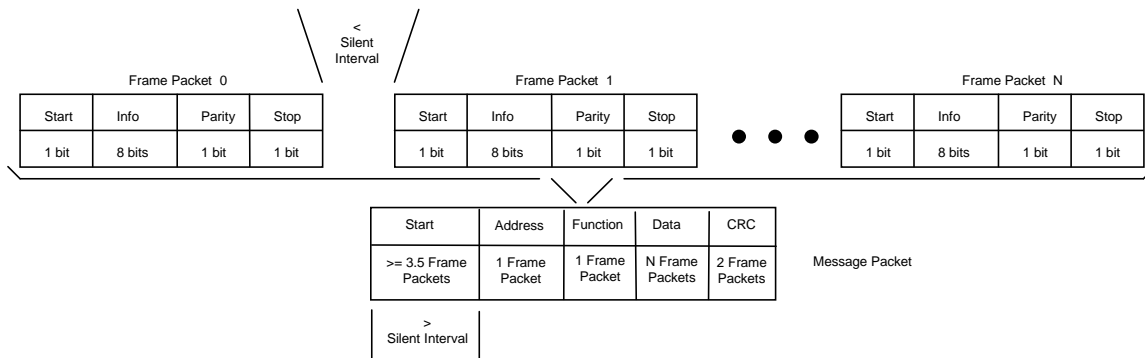 <
Silent
Interval
Frame Packet 0
Frame Packet 1
Frame Packet N
Start Info Parity Stop
Start Info Parity Stop
Start Info Parity Stop
1 bit 8 bits 1 bit 1 bit
1 bit 8 bits 1 bit 1 bit
1 bit 8 bits 1 bit 1 bit
Start Address Function Data CRC
>= 3.5 Frame
Packets
1 Frame
Packet
1 Frame
Packet
N Frame
Packets
2 Frame
Packets
Message Packet
>
Silent Interval